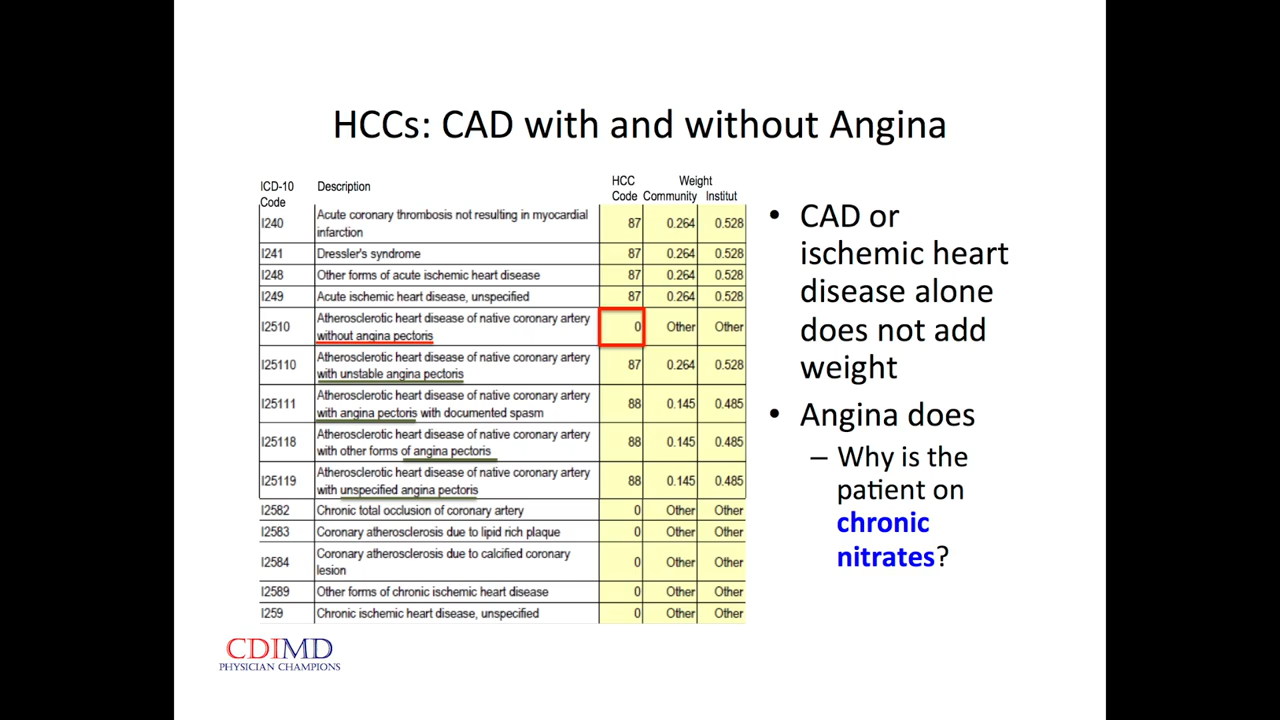 HCCs: CAD with and without Angina
ICD-10 Code Description HCC Code Weight Community Institut
I240 Acute coronary thrombosis not resulting in myocardial infarction 87 0.264 0.528
I241 Dressler's syndrome 87 0.264 0.528
I248 Other forms of acute ischemic heart disease 87 0.264 0.528
I249 Acute ischemic heart disease, unspecified 87 0.264 0.528
I2510 Atherosclerotic heart disease of native coronary artery without angina pectoris 0 Other Other
I25110 Atherosclerotic heart disease of native coronary artery with unstable angina pectoris 87 0.264 0.528
I25111 Atherosclerotic heart disease of native coronary artery with angina pectoris with documented spasm 88 0.145 0.485
I25118 Atherosclerotic heart disease of native coronary artery with other forms of angina pectoris 88 0.145 0.485
I25119 Atherosclerotic heart disease of native coronary artery with unspecified angina pectoris 88 0.145 0.485
I2582 Chronic total occlusion of coronary artery 0 Other Other
I2583 Coronary atherosclerosis due to lipid rich plaque 0 Other Other
I2584 Coronary atherosclerosis due to calcified coronary lesion 0 Other Other
I2589 Other forms of chronic ischemic heart disease 0 Other Other
I259 Chronic ischemic heart disease, unspecified 0 Other Other
• CAD or
ischemic heart
disease alone
does not add
weight
• Angina does
– Why is the
patient on
chronic
nitrates?
CDIMD
PHYSICIAN CHAMPIONS